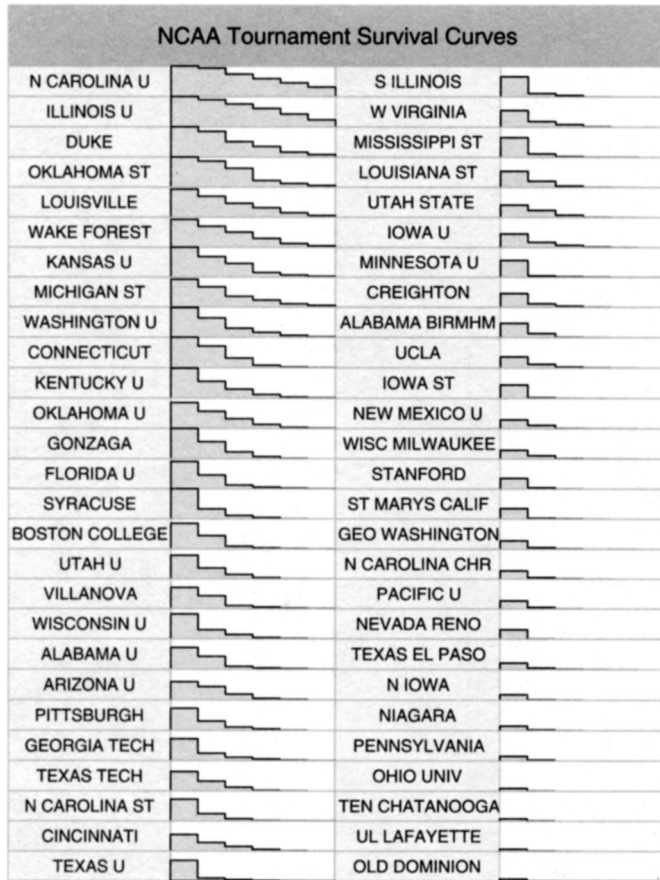 NCAA Tournament Survival Curves
N CAROLINA U
ILLINOIS U
DUKE
OKLAHOMA ST
LOUISVILLE
WAKE FOREST
KANSAS U
MICHIGAN ST
WASHINGTON U
CONNECTICUT
KENTUCKY U
OKLAHOMA U
GONZAGA
FLORIDA U
SYRACUSE
BOSTON COLLEGE
UTAH U
VILLANOVA
WISCONSIN U
ALABAMA U
ARIZONA U
PITTSBURGH
GEORGIA TECH
TEXAS TECH
N CAROLINA ST
CINCINNATI
TEXAS U
S ILLINOIS
W VIRGINIA
MISSISSIPPI ST
LOUISIANA ST
UTAH STATE
IOWA U
MINNESOTA U
CREIGHTON
ALABAMA BIRMHM
UCLA
IOWA ST
NEW MEXICO U
WISC MILWAUKEE
STANFORD
ST MARYS CALIF
GEO WASHINGTON
N CAROLINA CHR
PACIFIC U
NEVADA RENO
TEXAS EL PASO
N IOWA
NIAGARA
PENNSYLVANIA
OHIO UNIV
TEN CHATANOOGA
UL LAFAYETTE
OLD DOMINION